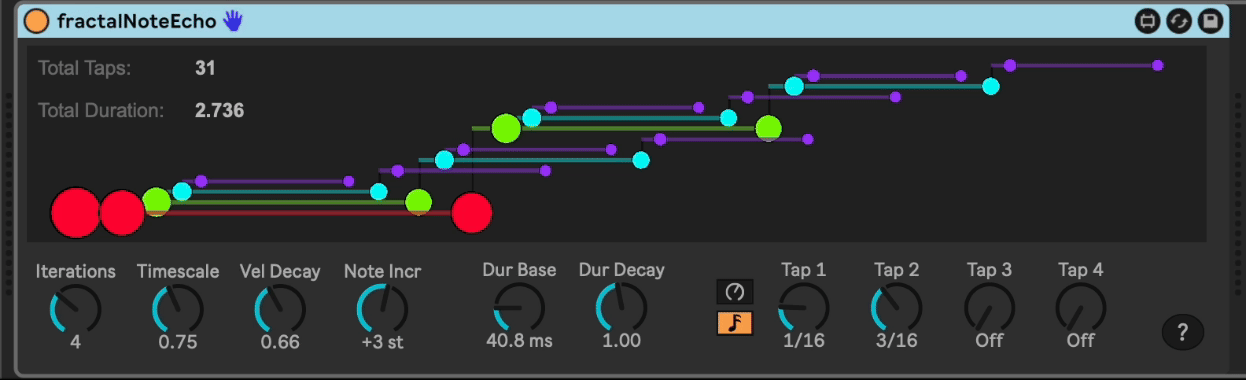 fractalNoteEcho
Total Taps: 31
Total Duration: 2.736
Iterations Timescale Vel Decay Note Incr Dur Base Dur Decay Tap 1 Tap 2 Tap 3 Tap 4
4 0.75 0.66 +3 st 40.8 ms 1.00 1/16 3/16 Off Off
?